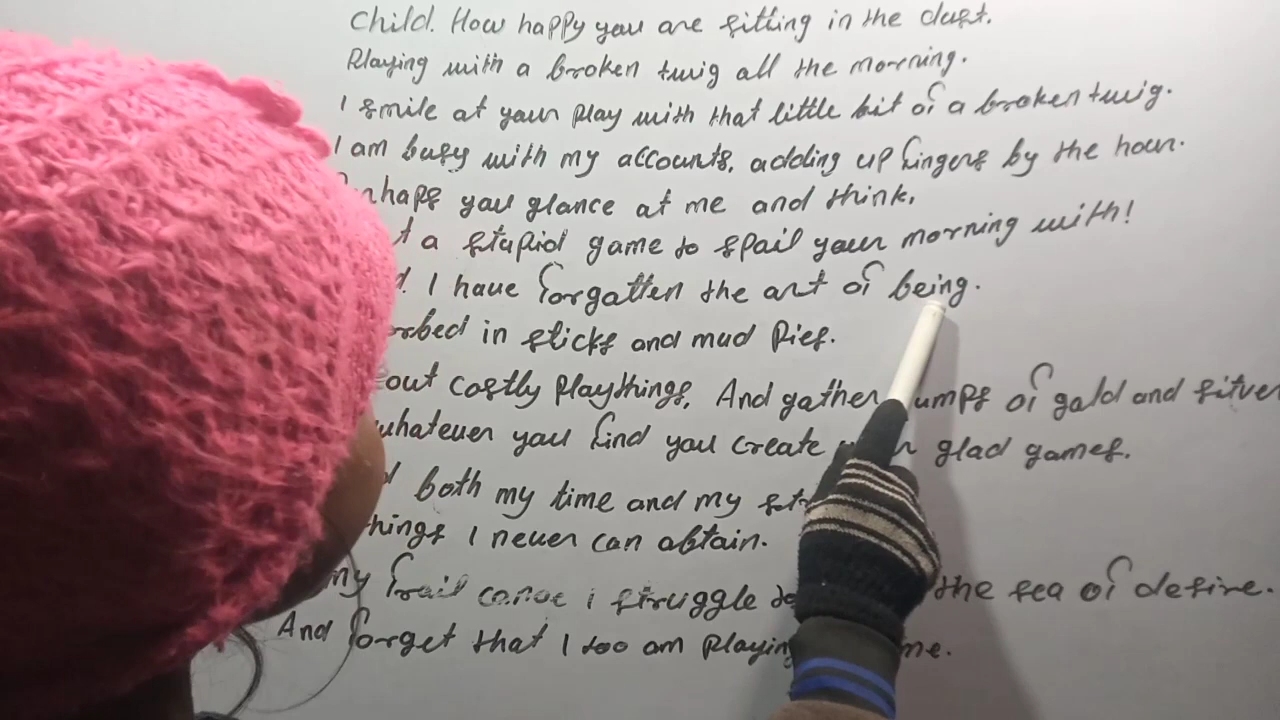 Child. How happy you are sitting in the dust.
Playing with a broken twig all the morning.
I smile at your play with that little bit of a broken twig.
I am busy with my accounts, adding up fingers by the hour.
you glance at me and think,
a stupid game to spoil your morning with!
I have forgotten the art of being.
in sticks and mud pies.
out costly playthings, And gather of gold and silver
whatever you find you create glad games.
both my time and my
things I never can obtain.
my frail canoe i struggle the sea of desire.
And forget that I too am playing